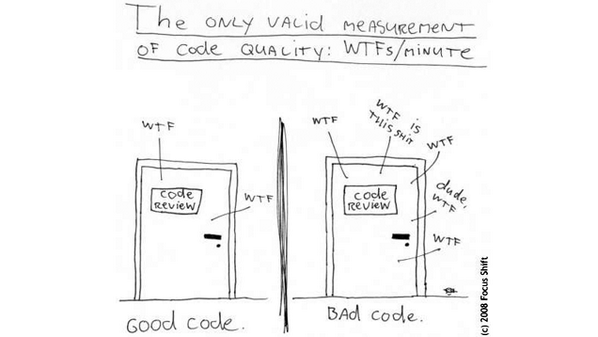 The only valid measurement
of code quality: WTFs/minute
WTF
code
review
WTF
Good code.
WTF
WTF is
this shit
WTF
code
review
dude,
WTF
WTF
Bad code.
(c) 2008 Focus Shift